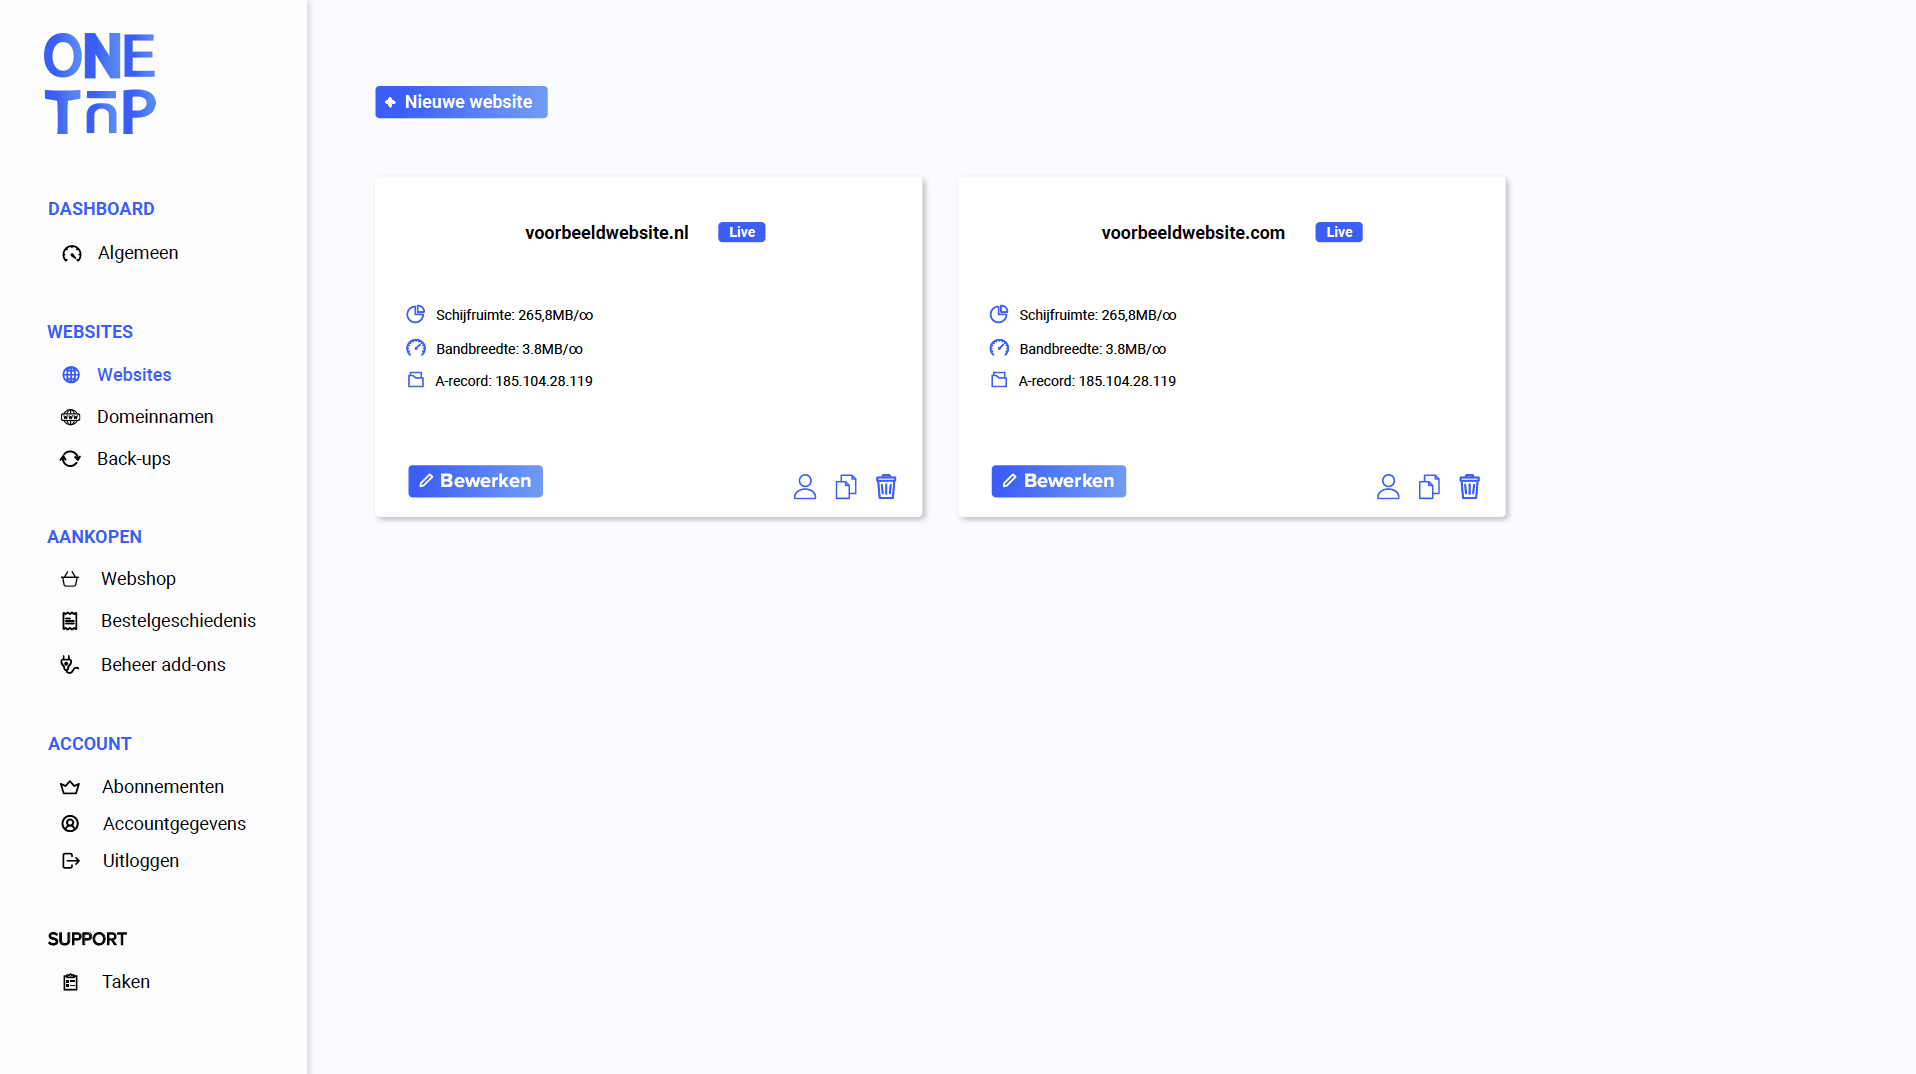 ONE
TAP
DASHBOARD
Algemeen
WEBSITES
Websites
Domeinnamen
Back-ups
AANKOPEN
Webshop
Bestelgeschiedenis
Beheer add-ons
ACCOUNT
Abonnementen
Accountgegevens
Uitloggen
SUPPORT
Taken
Nieuwe website
voorbeeldwebsite.nl Live
Schijfruimte: 265,8MB/∞
Bandbreedte: 3.8MB/∞
A-record: 185.104.28.119
Bewerken
voorbeeldwebsite.com Live
Schijfruimte: 265,8MB/∞
Bandbreedte: 3.8MB/∞
A-record: 185.104.28.119
Bewerken